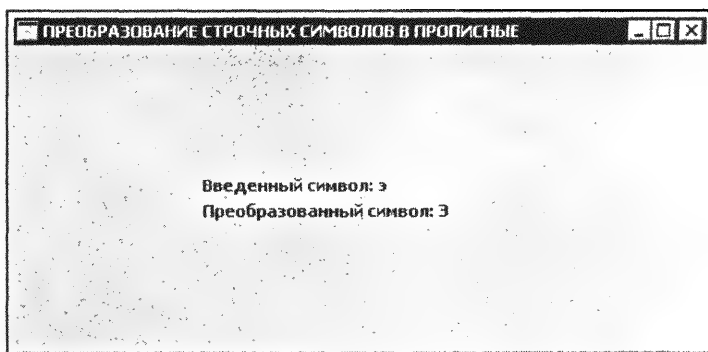 ПРЕОБРАЗОВАНИЕ СТРОЧНЫХ СИМВОЛОВ В ПРОПИСНЫЕ
Введенный символ: э
Преобразованный символ: Э